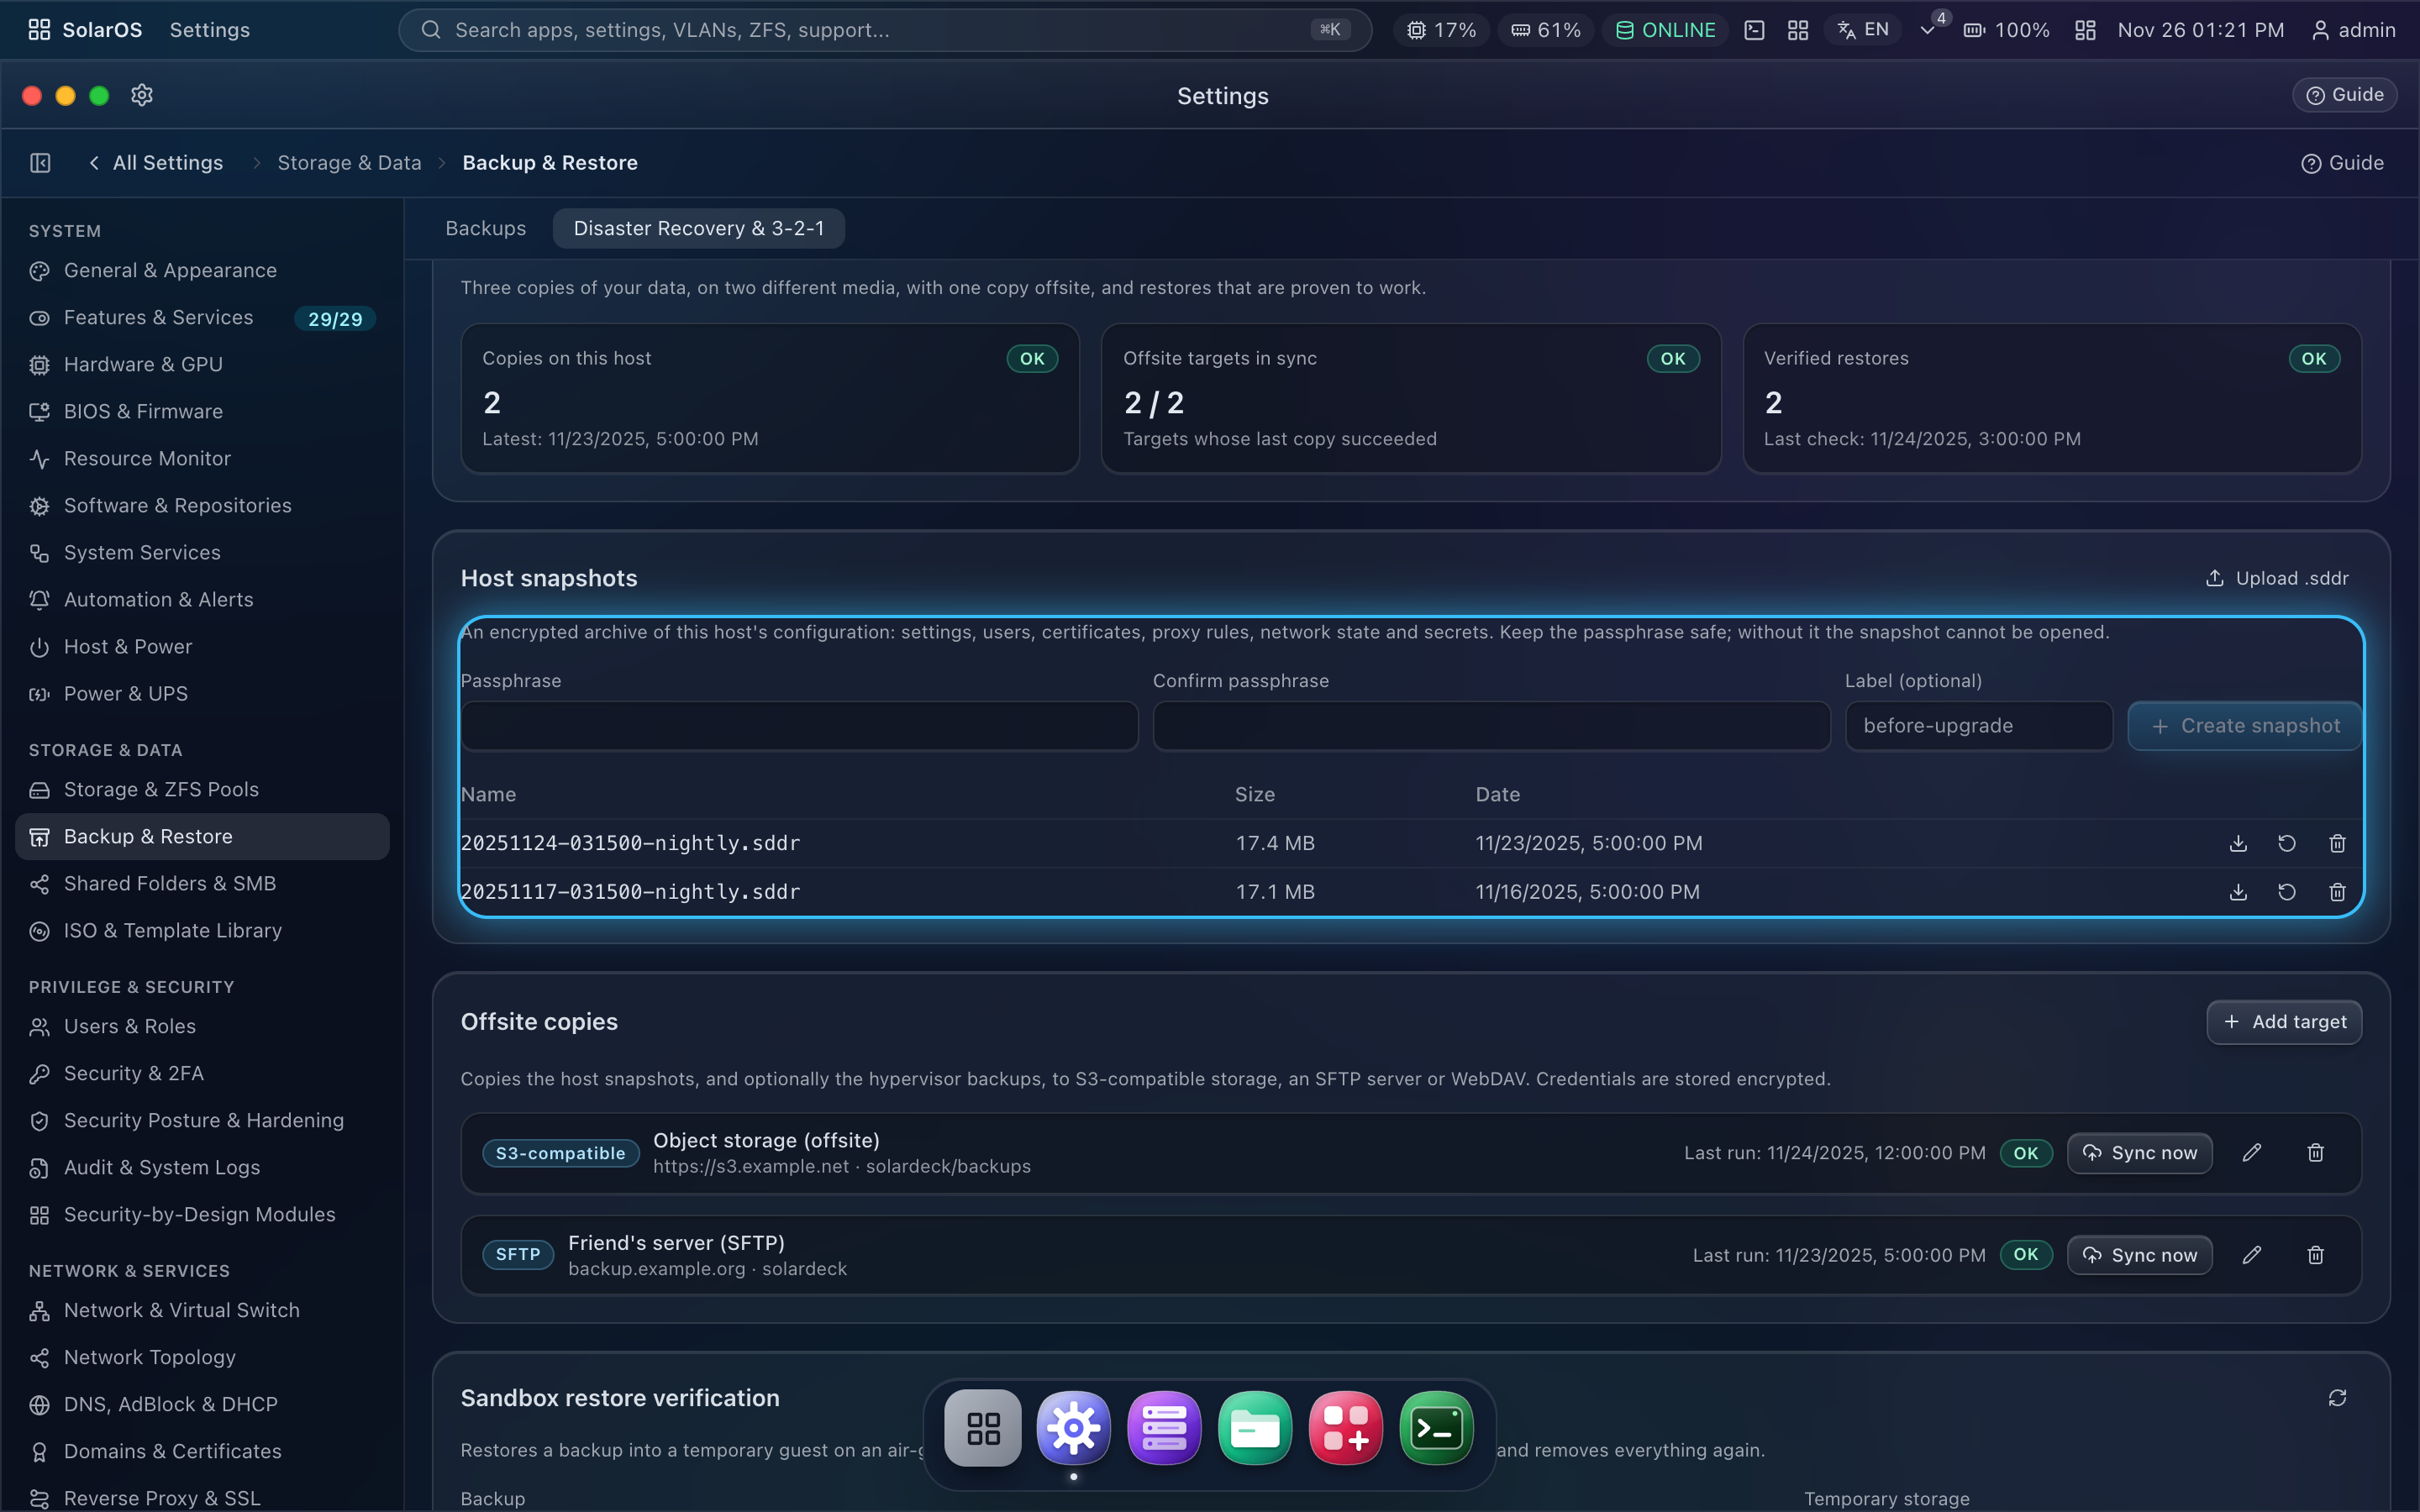 SolarOS Settings Search apps, settings, VLANs, ZFS, support... ⌘K 17% 61% ONLINE EN 4 100% Nov 26 01:21 PM admin
Settings Guide
All Settings Storage & Data Backup & Restore Guide
SYSTEM
General & Appearance
Features & Services 29/29
Hardware & GPU
BIOS & Firmware
Resource Monitor
Software & Repositories
System Services
Automation & Alerts
Host & Power
Power & UPS
STORAGE & DATA
Storage & ZFS Pools
Backup & Restore
Shared Folders & SMB
ISO & Template Library
PRIVILEGE & SECURITY
Users & Roles
Security & 2FA
Security Posture & Hardening
Audit & System Logs
Security-by-Design Modules
NETWORK & SERVICES
Network & Virtual Switch
Network Topology
DNS, AdBlock & DHCP
Domains & Certificates
Reverse Proxy & SSL
Backups Disaster Recovery & 3-2-1
Three copies of your data, on two different media, with one copy offsite, and restores that are proven to work.
Copies on this host OK
2
Latest: 11/23/2025, 5:00:00 PM
Offsite targets in sync OK
2 / 2
Targets whose last copy succeeded
Verified restores OK
2
Last check: 11/24/2025, 3:00:00 PM
Host snapshots Upload .sddr
An encrypted archive of this host's configuration: settings, users, certificates, proxy rules, network state and secrets. Keep the passphrase safe; without it the snapshot cannot be opened.
Passphrase Confirm passphrase Label (optional)
before-upgrade Create snapshot
Name Size Date
20251124-031500-nightly.sddr 17.4 MB 11/23/2025, 5:00:00 PM
20251117-031500-nightly.sddr 17.1 MB 11/16/2025, 5:00:00 PM
Offsite copies Add target
Copies the host snapshots, and optionally the hypervisor backups, to S3-compatible storage, an SFTP server or WebDAV. Credentials are stored encrypted.
S3-compatible Object storage (offsite) Last run: 11/24/2025, 12:00:00 PM OK Sync now
https://s3.example.net · solardeck/backups
SFTP Friend's server (SFTP) Last run: 11/23/2025, 5:00:00 PM OK Sync now
backup.example.org · solardeck
Sandbox restore verification
Restores a backup into a temporary guest on an and removes everything again.
Backup Temporary storage